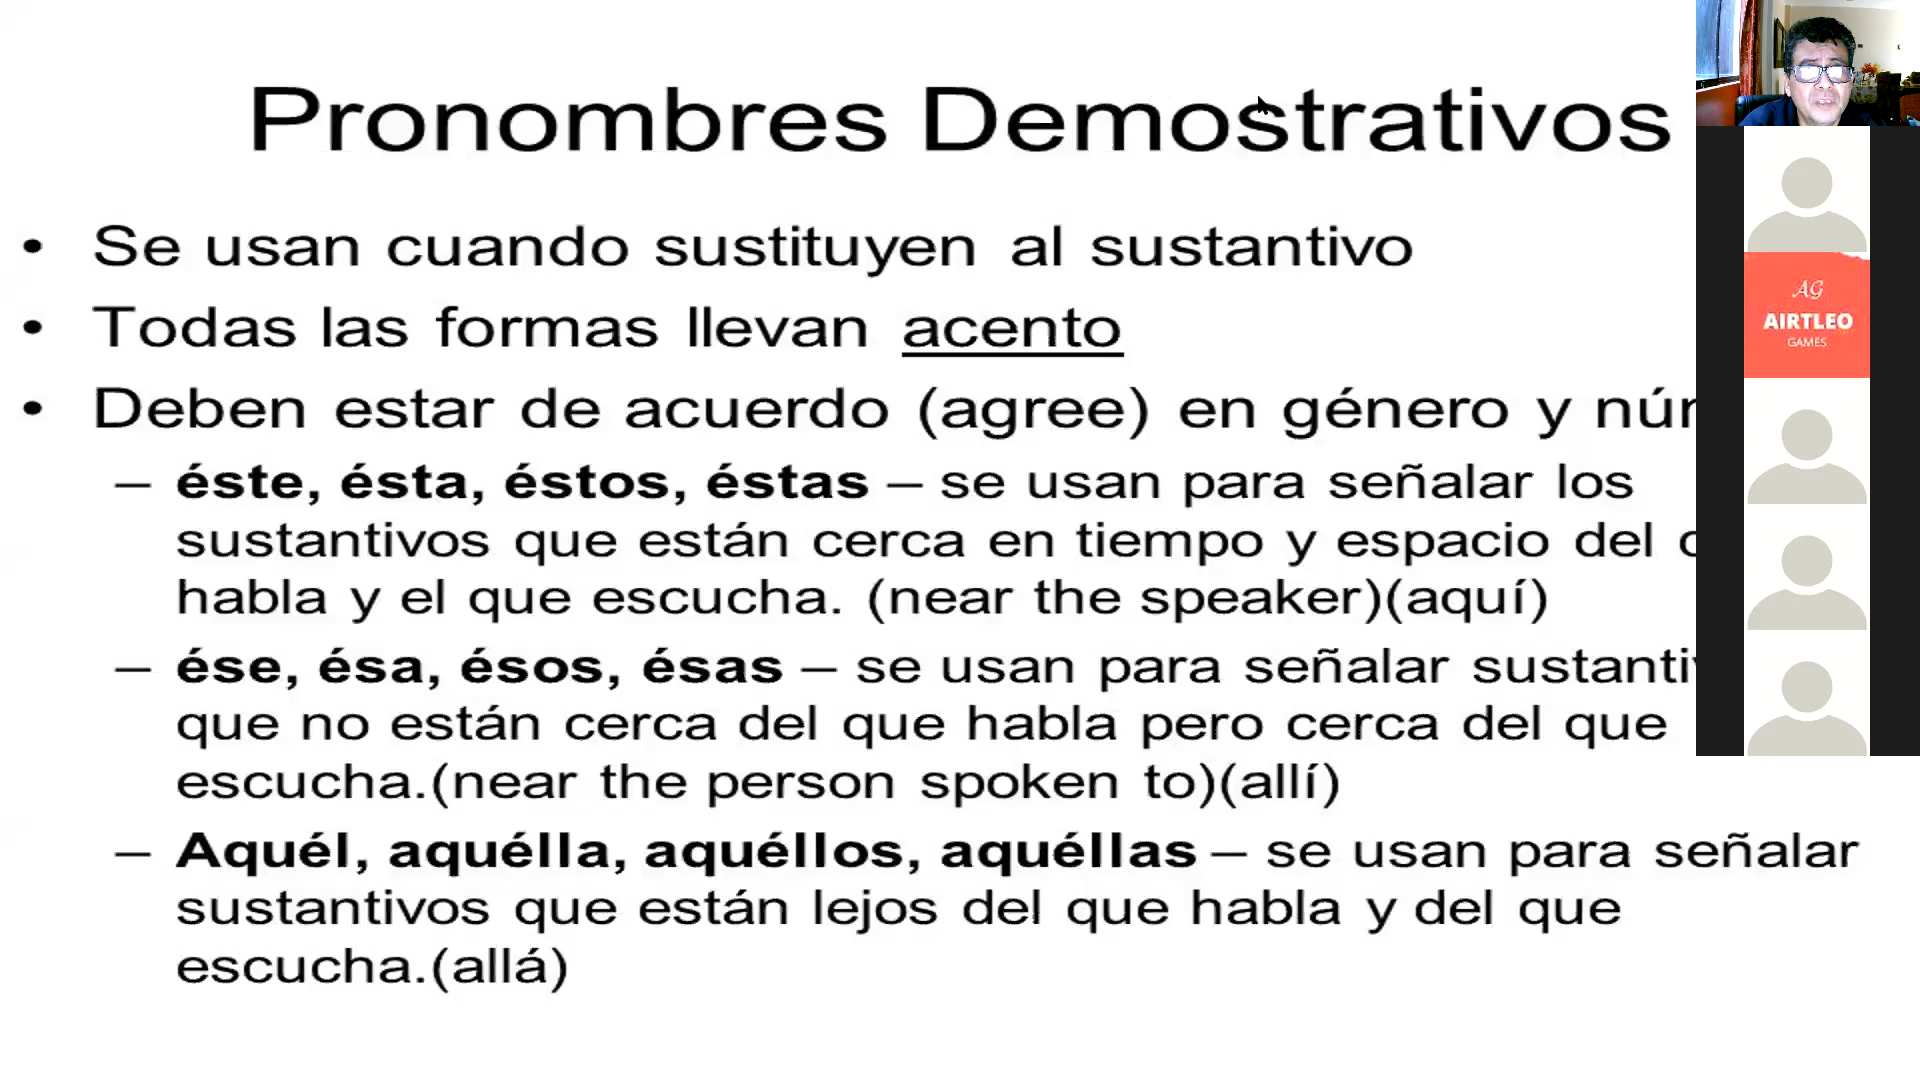 Pronombres Demostrativos
• Se usan cuando sustituyen al sustantivo
• Todas las formas llevan acento
• Deben estar de acuerdo (agree) en género y
– éste, ésta, éstos, éstas – se usan para señalar los
sustantivos que están cerca en tiempo y espacio del
habla y el que escucha. (near the speaker)(aquí)
– ése, ésa, ésos, ésas – se usan para señalar
que no están cerca del que habla pero cerca del que
escucha.(near the person spoken to)(allí)
– Aquél, aquélla, aquéllos, aquéllas – se usan para señalar
sustantivos que están lejos del que habla y del que
escucha.(allá)
AG
AIRTLEO
GAMES